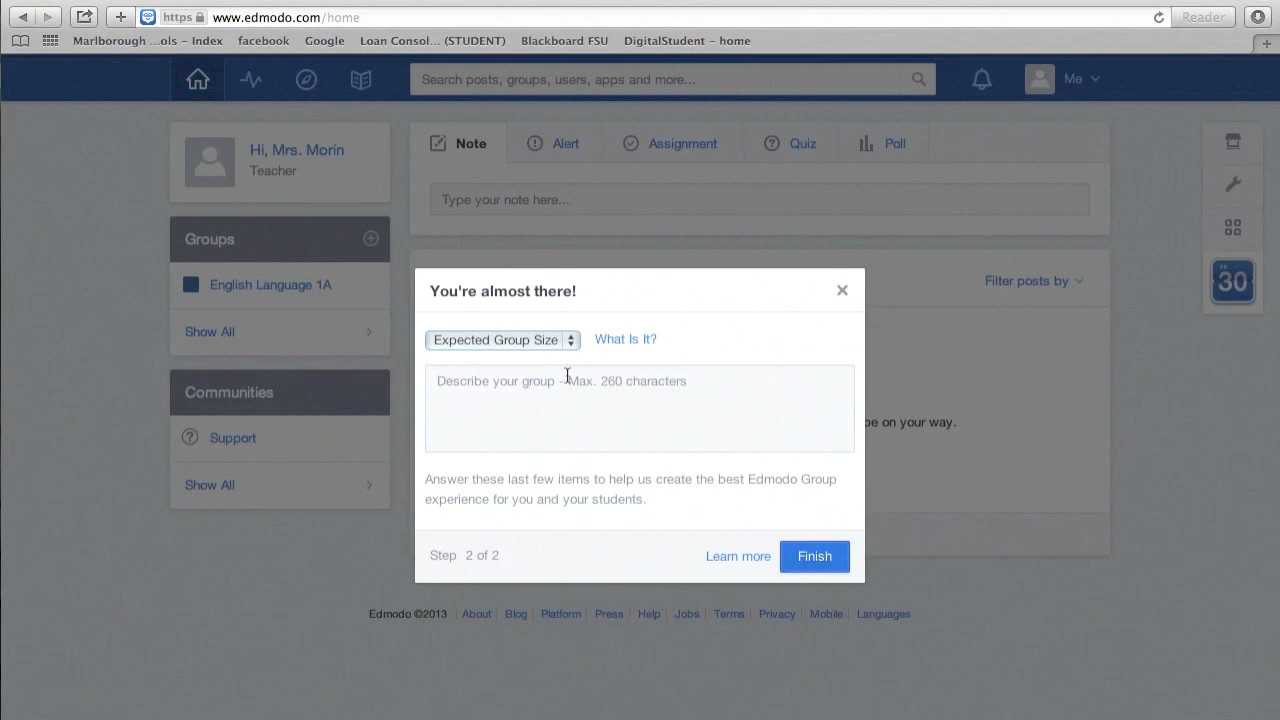 https www.edmodo.com/home Reader
Marlborough ...ols - Index facebook Google Loan Consol... (STUDENT) Blackboard FSU DigitalStudent - home
Search posts, groups, users, apps and more... Me
Hi, Mrs. Morin
Teacher
Note Alert Assignment Quiz Poll
Type your note here...
Groups
English Language 1A
Show All
Communities
Support
Show All
Filter posts by
30
You're almost there!
Expected Group Size What Is It?
Describe your group - Max. 260 characters
be on your way.
Answer these last few items to help us create the best Edmodo Group
experience for you and your students.
Step 2 of 2 Learn more Finish
Edmodo ©2013 About Blog Platform Press Help Jobs Terms Privacy Mobile Languages